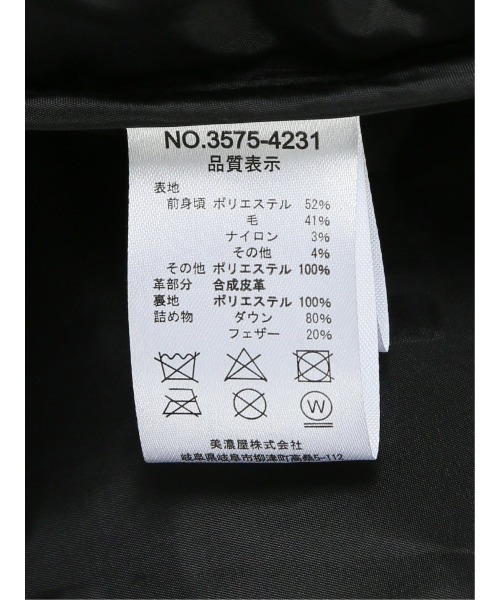 NO.3575-4231
品質表示
表地
前身頃 ポリエステル 52%
毛 41%
ナイロン 3%
その他 4%
その他 ポリエステル 100%
革部分 合成皮革
裏地 ポリエステル 100%
詰め物 ダウン 80%
フェザー 20%
W
美濃屋株式会社
岐阜県岐阜市柳津町高桑5-112